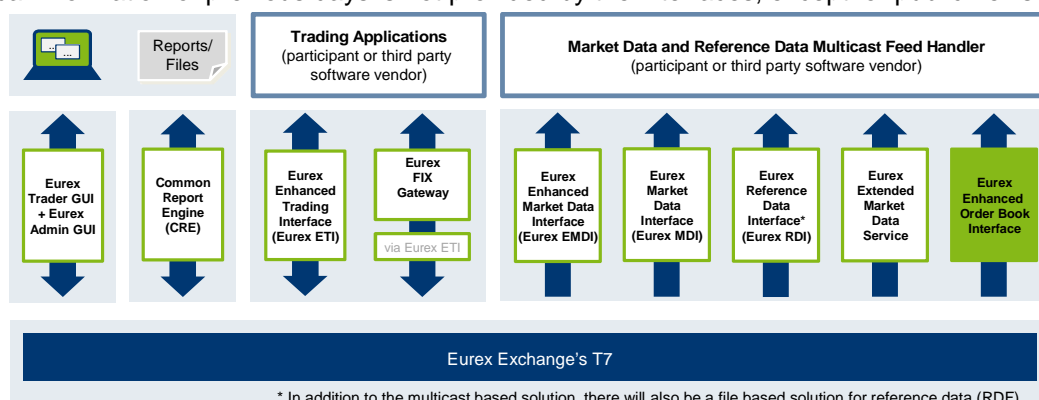 Reports/
Files
Trading Applications
(participant or third party
software vendor)
Market Data and Reference Data Multicast Feed Handler
(participant or third party software vendor)
Eurex
Trader GUI
+ Eurex
Admin GUI
Common
Report
Engine
(CRE)
Eurex
Enhanced
Trading
Interface
(Eurex ETI)
Eurex
FIX
Gateway
via Eurex ETI
Eurex
Enhanced
Market Data
Interface
(Eurex EMDI)
Eurex
Market
Data
Interface
(Eurex MDI)
Eurex
Reference
Data
Interface*
(Eurex RDI)
Eurex
Extended
Market
Data
Service
Eurex
Enhanced
Order Book
Interface
Eurex Exchange's T7
* In addition to the multicast based solution, there will also be a file based solution for reference data (RDF)